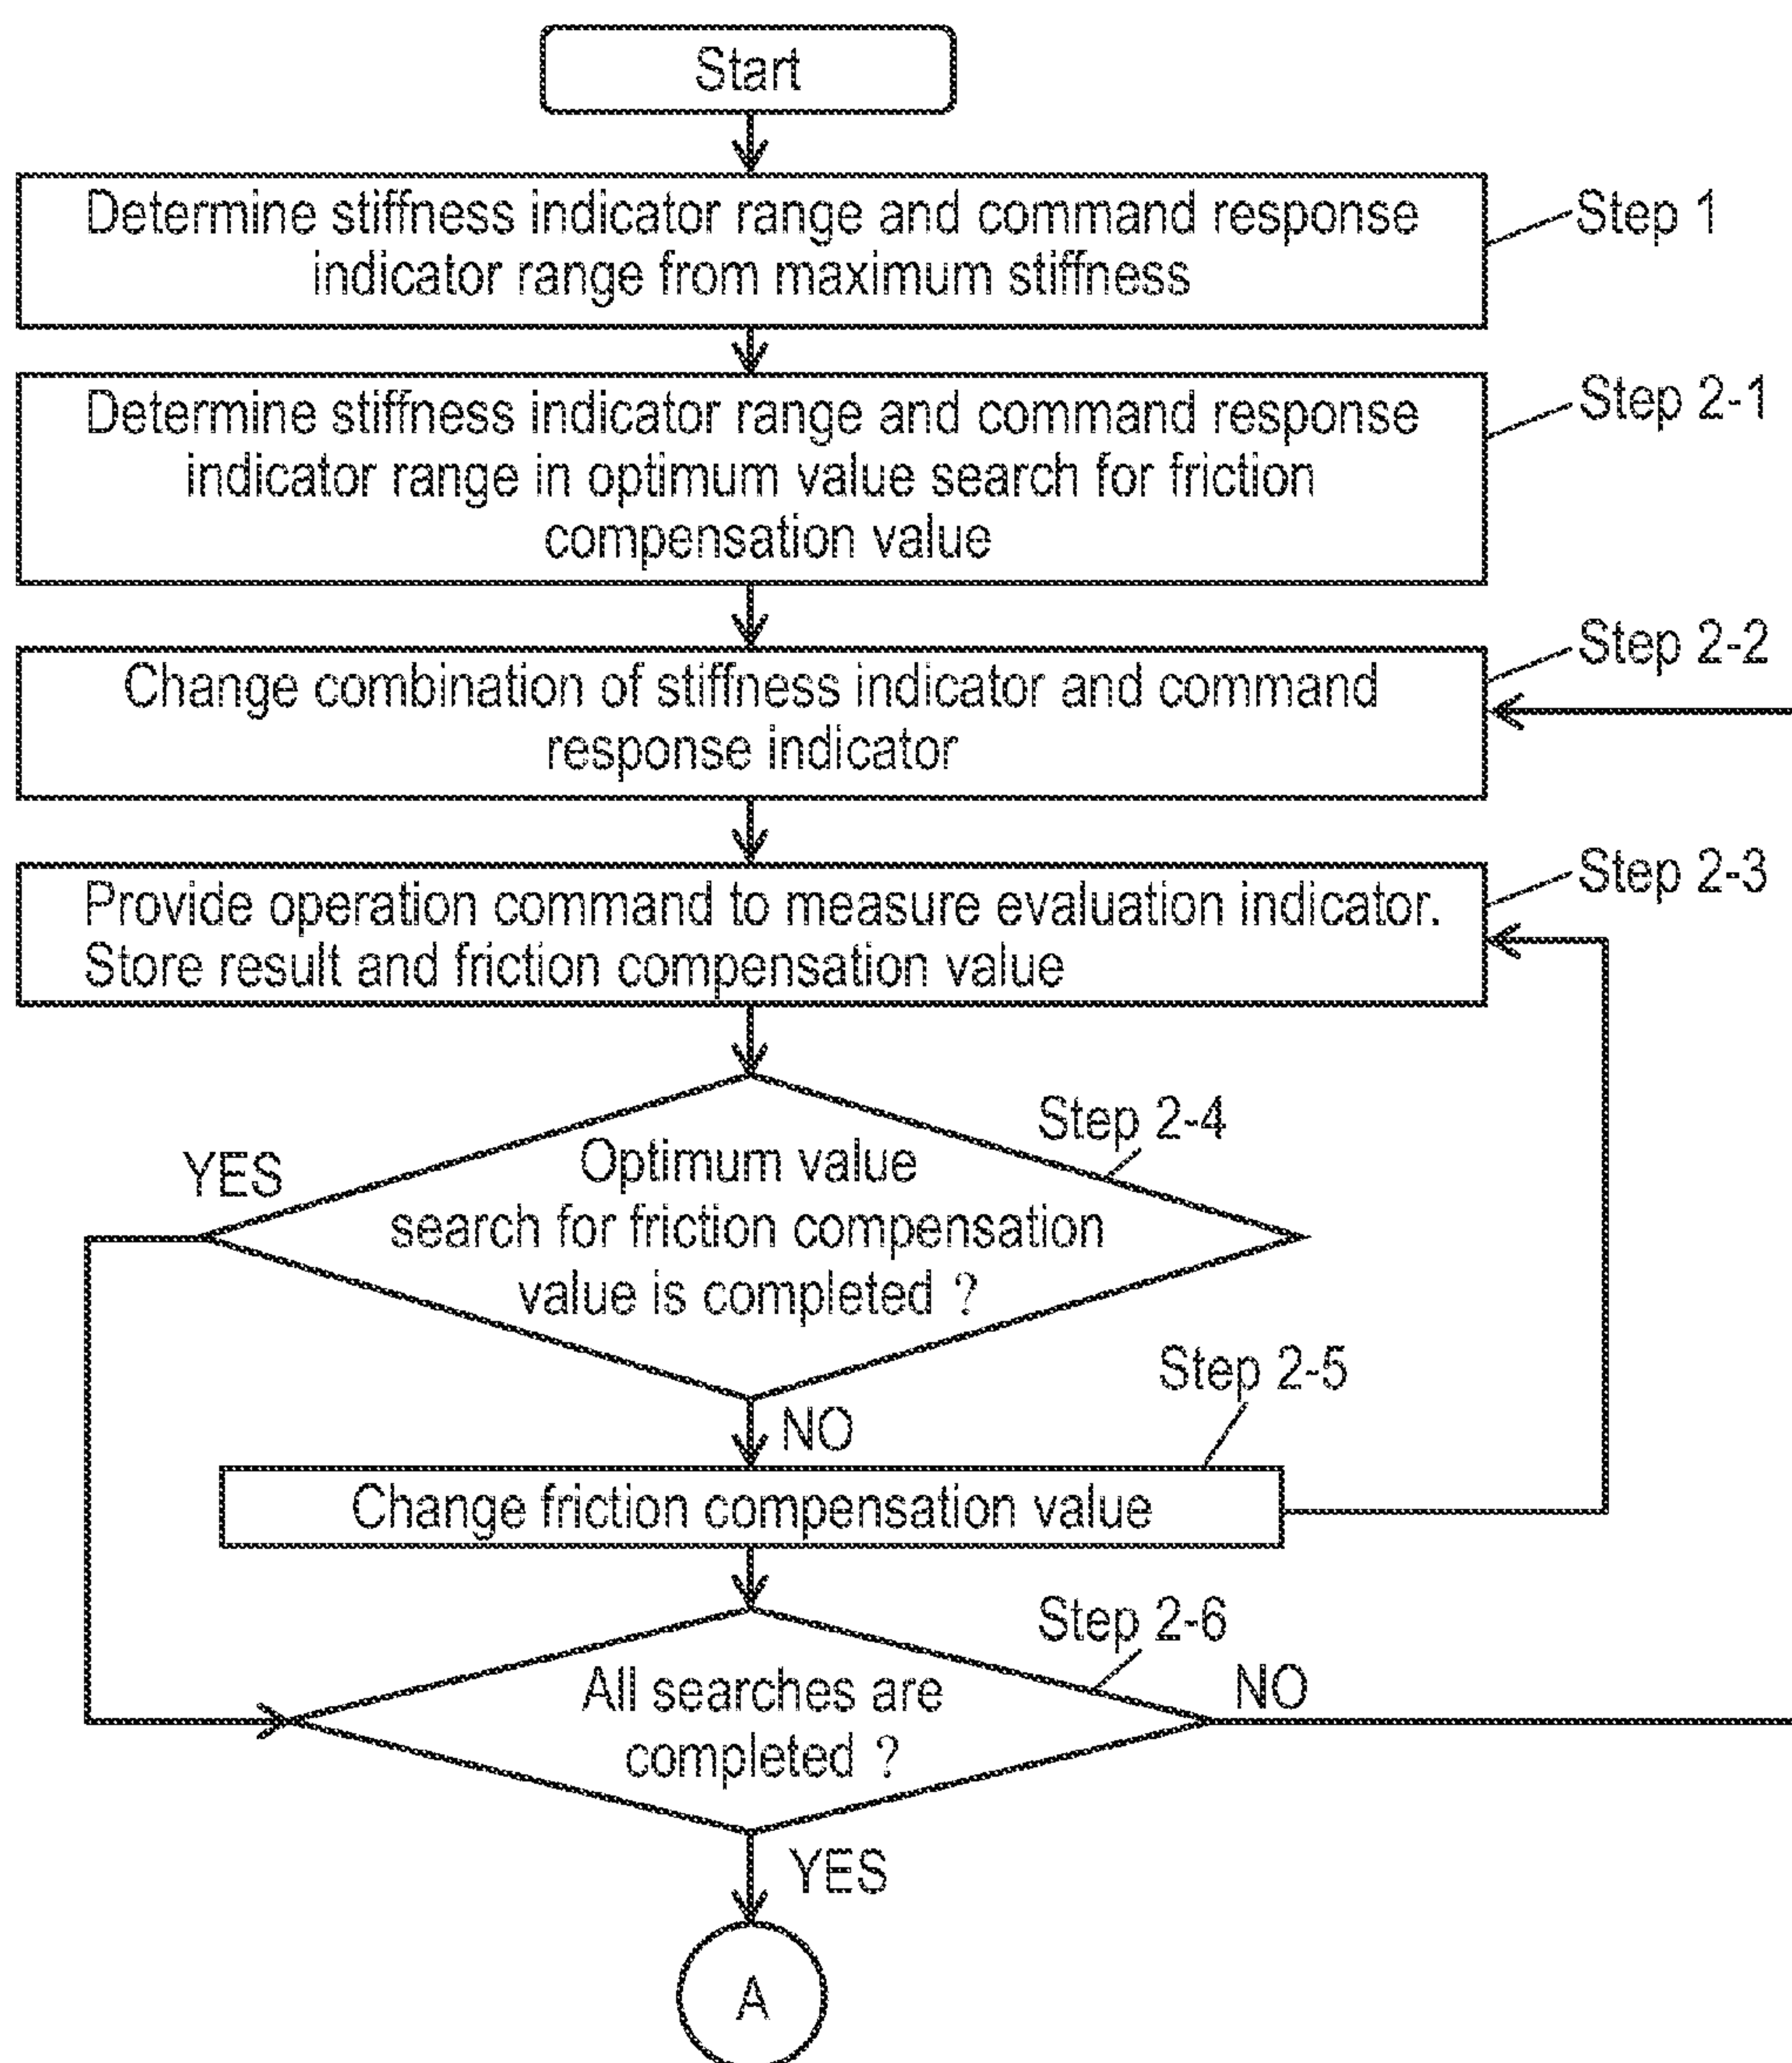 Start
Determine stiffness indicator range and command response
indicator range from maximum stiffness
Step 1
Determine stiffness indicator range and command response
indicator range in optimum value search for friction
compensation value
Step 2-1
Change combination of stiffness indicator and command
response indicator
Step 2-2
Provide operation command to measure evaluation indicator.
Store result and friction compensation value
Step 2-3
Optimum value
search for friction compensation
value is completed ?
Step 2-4
YES
NO
Step 2-5
Change friction compensation value
Step 2-6
All searches are
completed ?
NO
YES
A